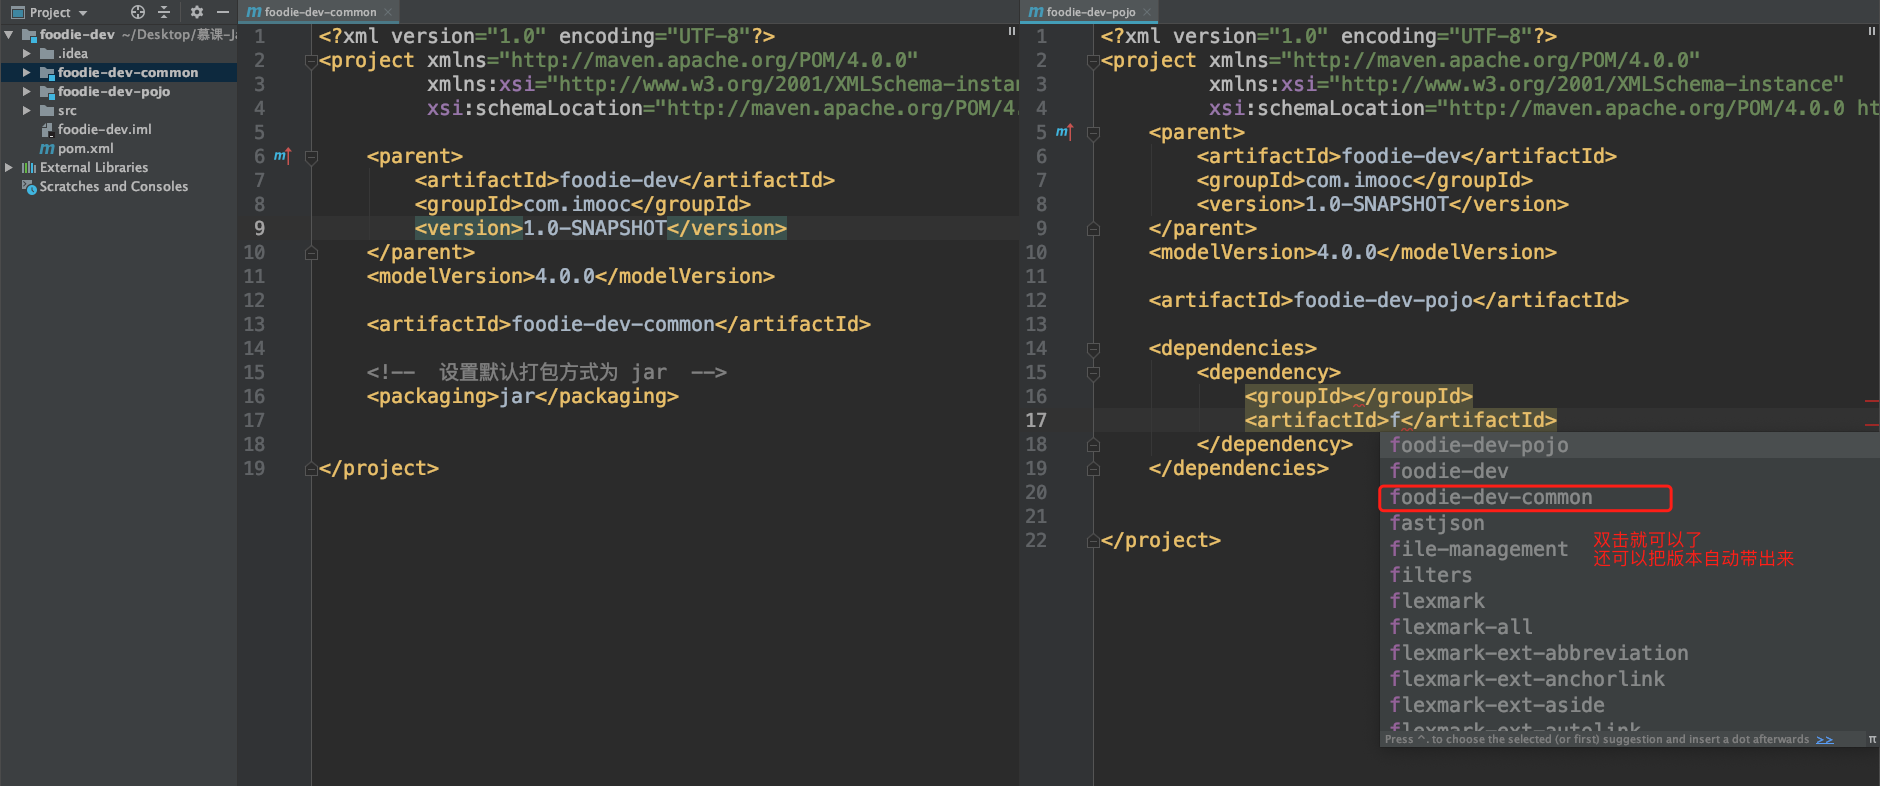 Project
foodie-dev ~/Desktop/慕课-Ja
.idea
foodie-dev-common
foodie-dev-pojo
src
foodie-dev.iml
pom.xml
External Libraries
Scratches and Consoles
foodie-dev-common
1 <?xml version="1.0" encoding="UTF-8"?>
2 <project xmlns="http://maven.apache.org/POM/4.0.0"
3 xmlns:xsi="http://www.w3.org/2001/XMLSchema-instan
4 xsi:schemaLocation="http://maven.apache.org/POM/4.
5
6 <parent>
7 <artifactId>foodie-dev</artifactId>
8 <groupId>com.imooc</groupId>
9 <version>1.0-SNAPSHOT</version>
10 </parent>
11 <modelVersion>4.0.0</modelVersion>
12
13 <artifactId>foodie-dev-common</artifactId>
14
15 <!-- 设置默认打包方式为 jar -->
16 <packaging>jar</packaging>
17
18
19 </project>
foodie-dev-pojo
1 <?xml version="1.0" encoding="UTF-8"?>
2 <project xmlns="http://maven.apache.org/POM/4.0.0"
3 xmlns:xsi="http://www.w3.org/2001/XMLSchema-instance"
4 xsi:schemaLocation="http://maven.apache.org/POM/4.0.0 ht
5 <parent>
6 <artifactId>foodie-dev</artifactId>
7 <groupId>com.imooc</groupId>
8 <version>1.0-SNAPSHOT</version>
9 </parent>
10 <modelVersion>4.0.0</modelVersion>
11
12 <artifactId>foodie-dev-pojo</artifactId>
13
14 <dependencies>
15 <dependency>
16 <groupId></groupId>
17 <artifactId>f</artifactId>
18 </dependency>
19 </dependencies>
20
21
22 </project>
foodie-dev-pojo
foodie-dev
foodie-dev-common
fastjson
file-management
filters
flexmark
flexmark-all
flexmark-ext-abbreviation
flexmark-ext-anchorlink
flexmark-ext-aside
flexmark-ext-autolink
Press ^. to choose the selected (or first) suggestion and insert a dot afterwards >> π
双击就可以了
还可以把版本自动带出来